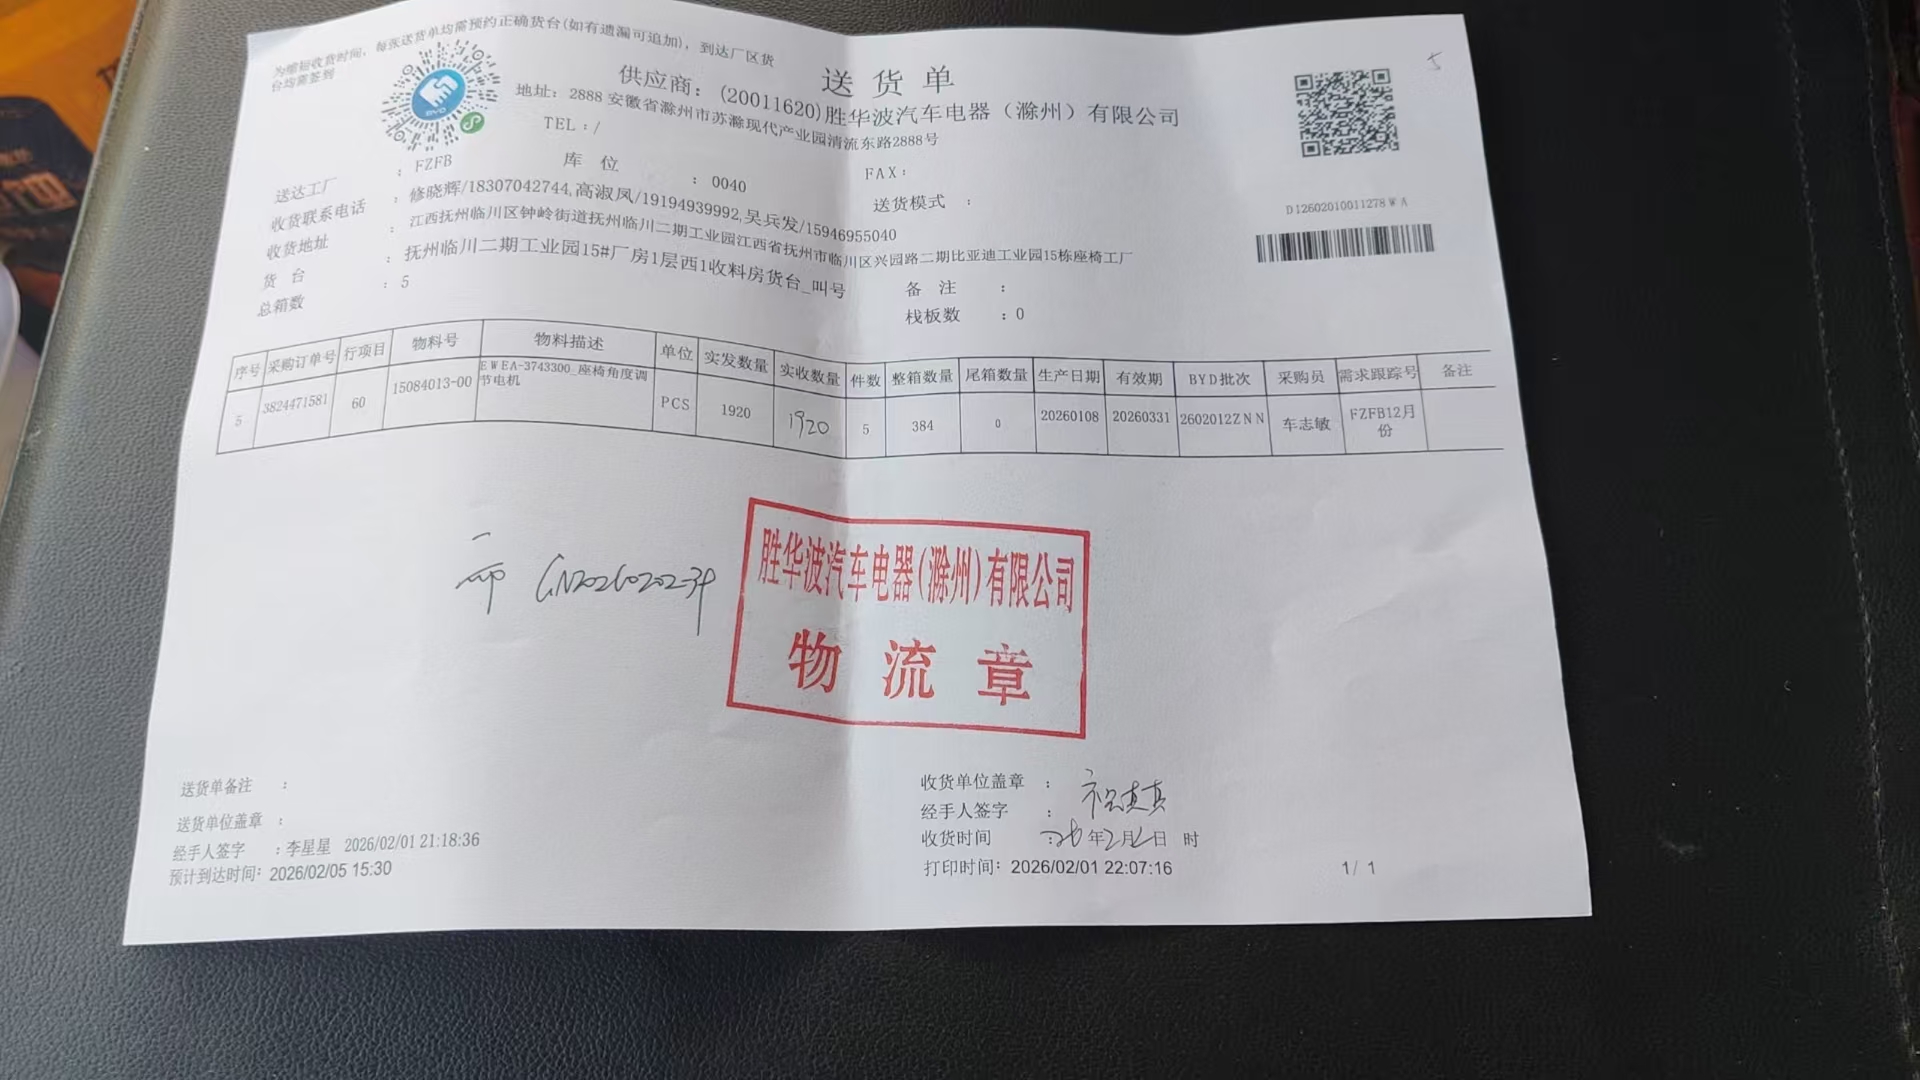 为缩短收货时间，每张送货单均需预约正确货台(如有遗漏可追加)，到达厂区货
台均需签到
送货单
供应商：(20011620)胜华波汽车电器（滁州）有限公司
地址：2888 安徽省滁州市苏滁现代产业园清流东路2888号
TEL：/
FAX：
BYD
D12602010011278WA
5
送达工厂 ：FZFB 库 位 ：0040 送货模式 ：
收货联系电话 ：修晓辉/18307042744,高淑凤/19194939992,吴兵发/15946955040
收货地址 ：江西抚州临川区钟岭街道抚州临川二期工业园江西省抚州市临川区兴园路二期比亚迪工业园15栋座椅工厂
货 台 ：抚州临川二期工业园15#厂房1层西1收料房货台_叫号 备 注 ：
总箱数 ：5 栈板数 ：0
序号 采购订单号 行项目 物料号 物料描述 单位 实发数量 实收数量 件数 整箱数量 尾箱数量 生产日期 有效期 BYD批次 采购员 需求跟踪号 备注
5 3824471581 60 15084013-00 EWEA-3743300_座椅角度调节电机 PCS 1920 1920 5 384 0 20260108 20260331 2602012ZNN 车志敏 FZFB12月份
胜华波汽车电器(滁州)有限公司
物流章
送货单备注 ：
送货单位盖章 ：
经手人签字 ：李星星 2026/02/01 21:18:36
预计到达时间：2026/02/05 15:30
收货单位盖章 ：
经手人签字 ：
收货时间 ： 年2月 日 时
打印时间：2026/02/01 22:07:16
1/ 1